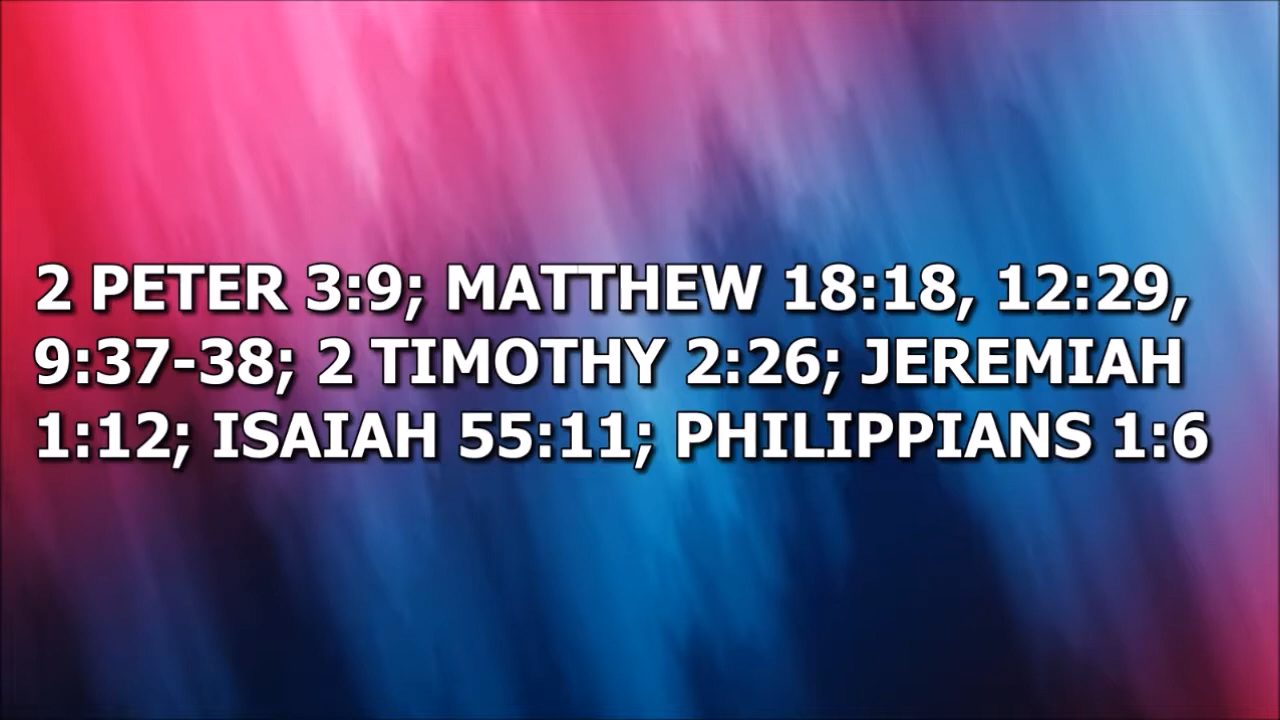 2 PETER 3:9; MATTHEW 18:18, 12:29,
9:37-38; 2 TIMOTHY 2:26; JEREMIAH
1:12; ISAIAH 55:11; PHILIPPIANS 1:6